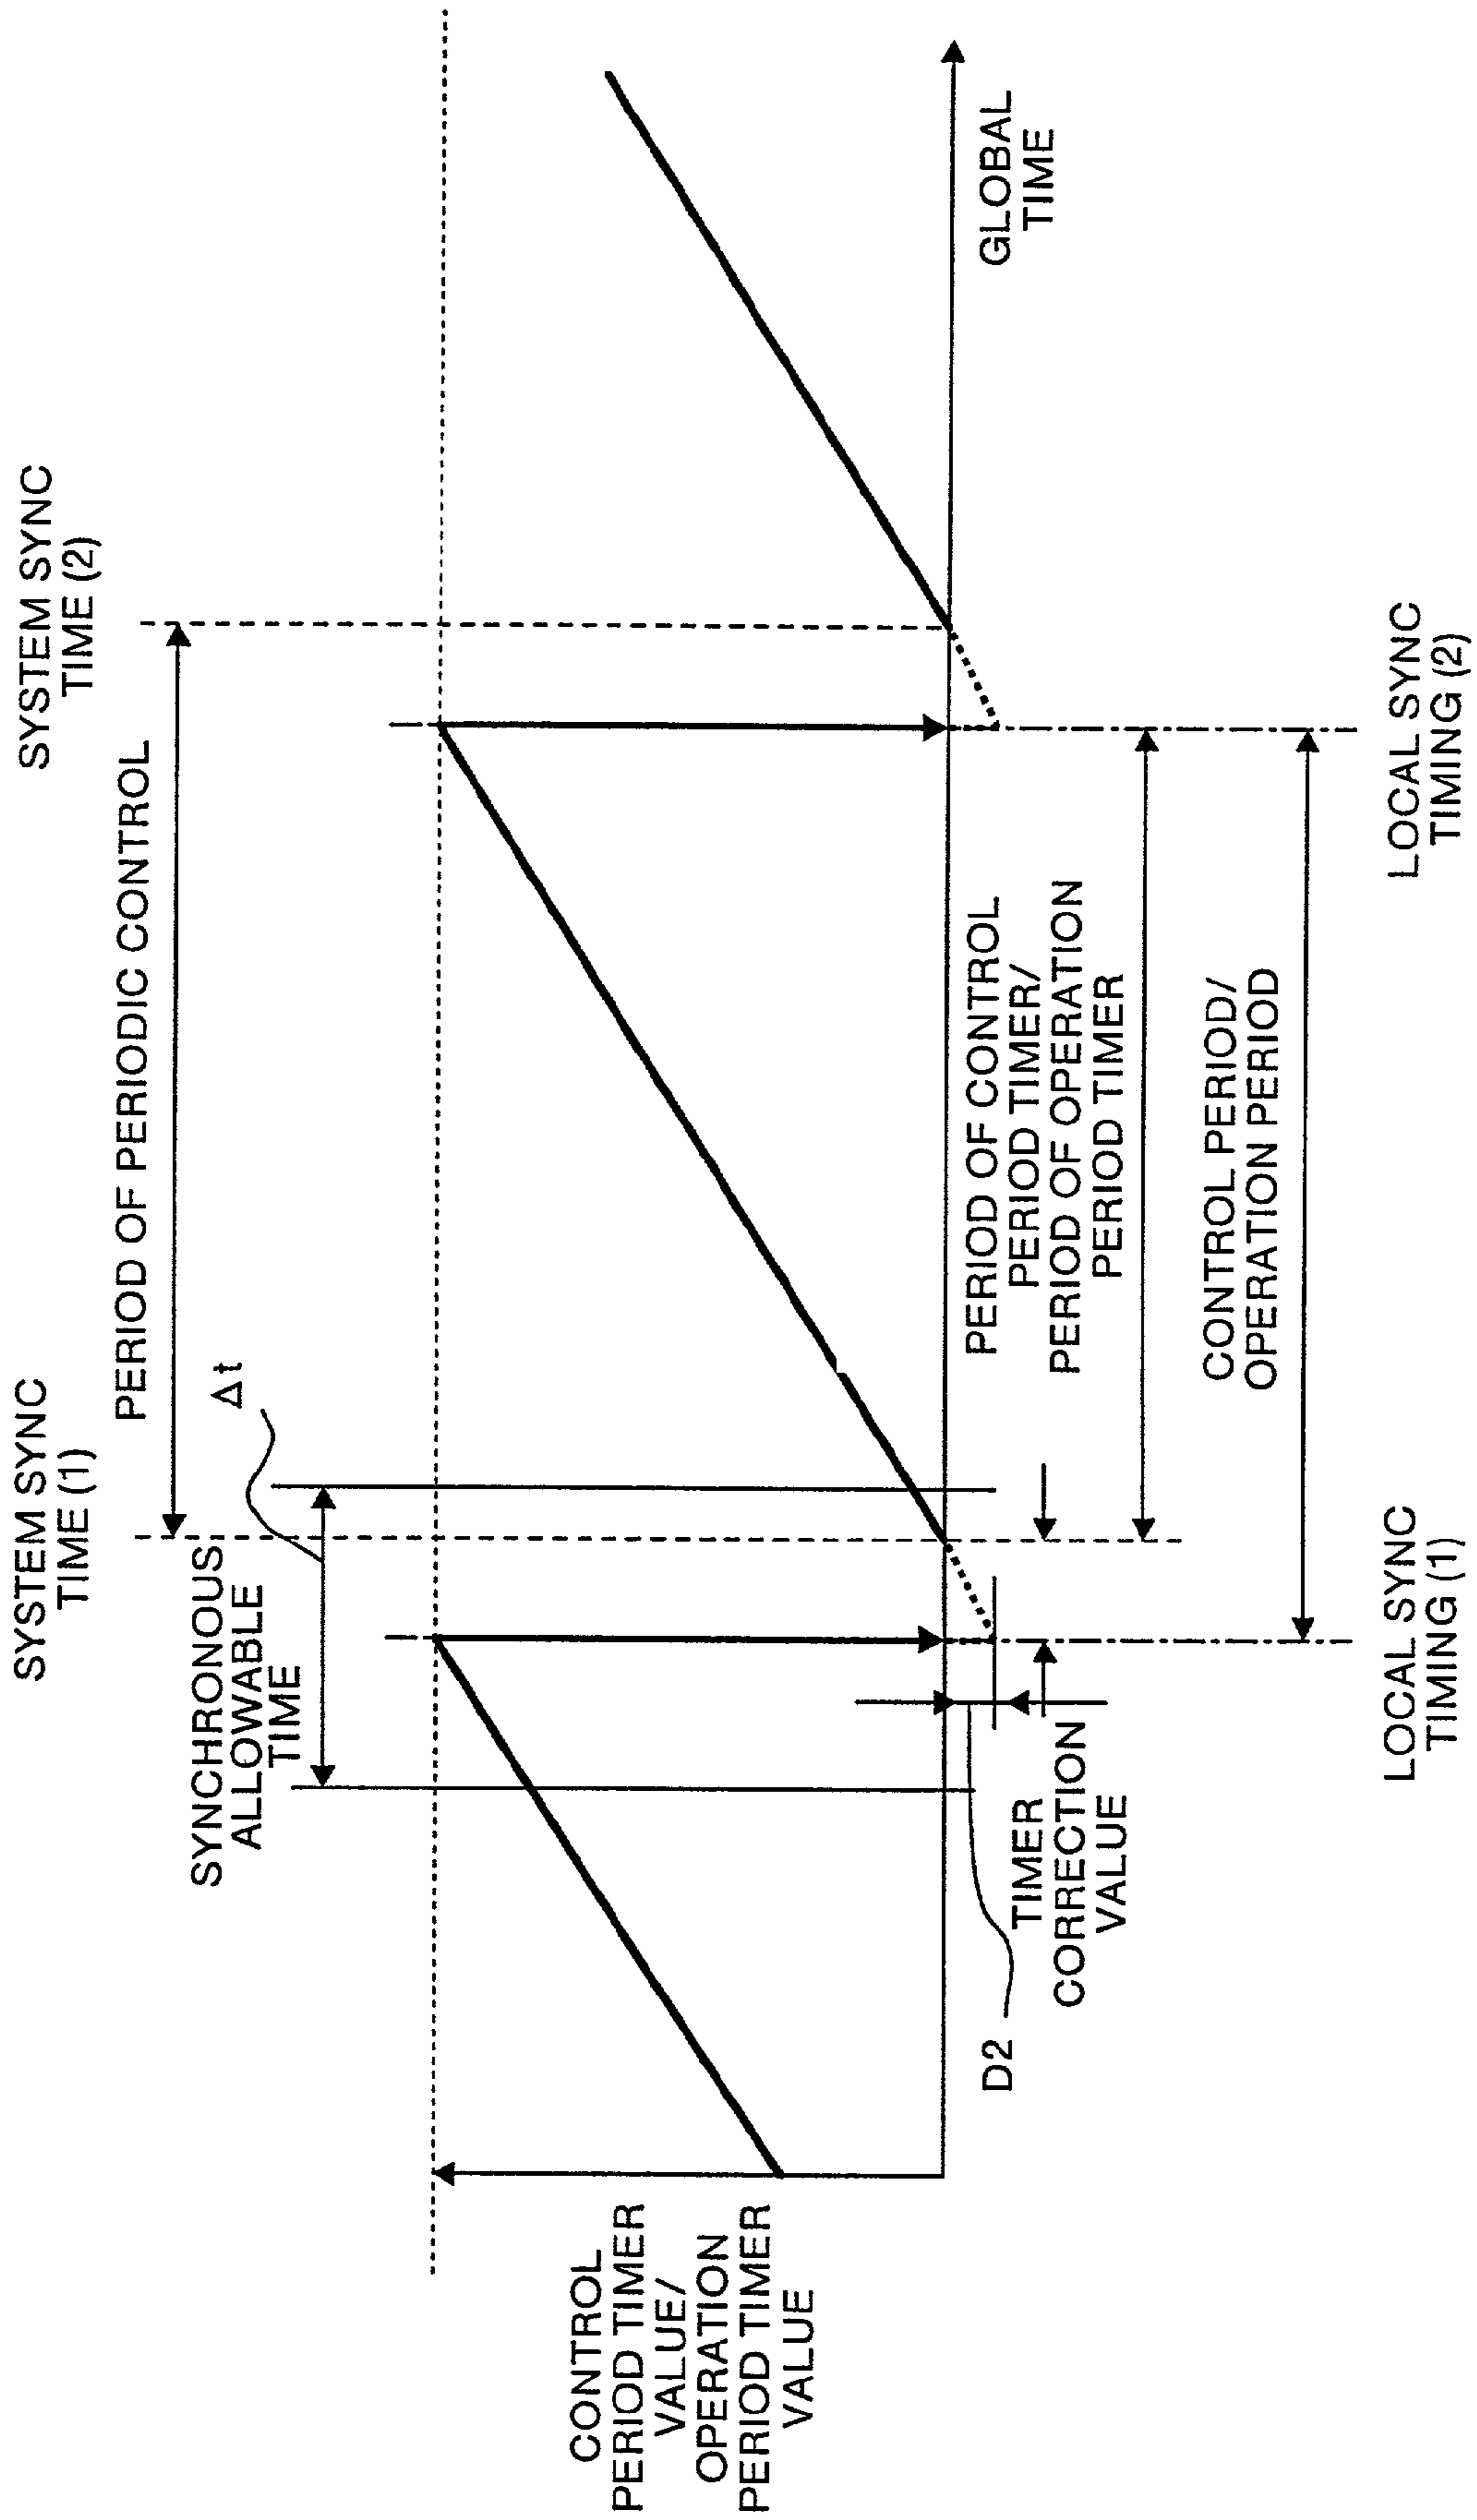 SYSTEM SYNC
TIME (1)
SYSTEM SYNC
TIME (2)
PERIOD OF PERIODIC CONTROL
Δt
SYNCHRONOUS
ALLOWABLE
TIME
CONTROL
PERIOD TIMER
VALUE/
OPERATION
PERIOD TIMER
VALUE
GLOBAL
TIME
D2
TIMER
CORRECTION
VALUE
PERIOD OF CONTROL
PERIOD TIMER/
PERIOD OF OPERATION
PERIOD TIMER
CONTROL PERIOD/
OPERATION PERIOD
LOCAL SYNC
TIMING (1)
LOCAL SYNC
TIMING (2)